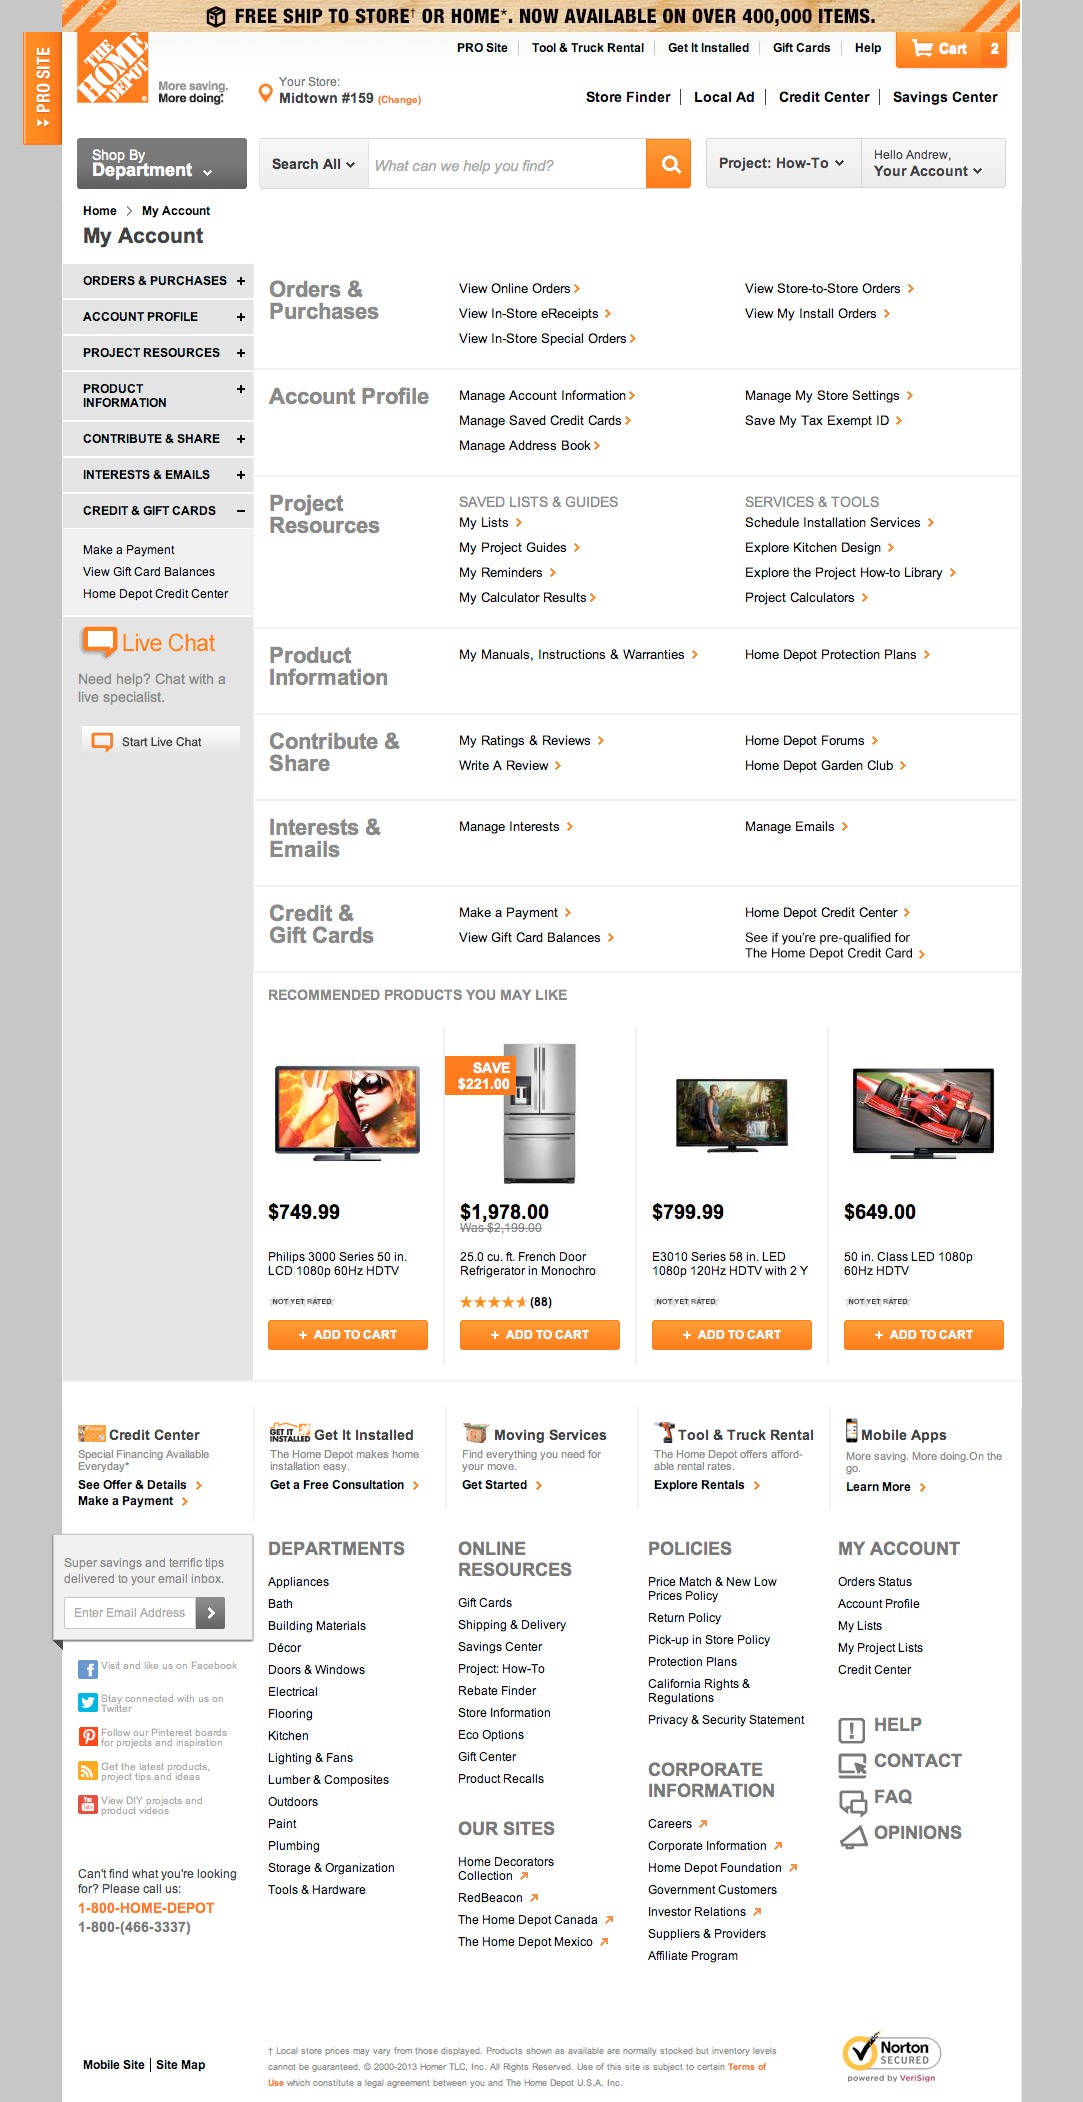 FREE SHIP TO STORE† OR HOME*. NOW AVAILABLE ON OVER 400,000 ITEMS.
PRO SITE
THE HOME DEPOT
More saving.
More doing.
PRO Site
Tool & Truck Rental
Get It Installed
Gift Cards
Help
Cart 2
Your Store:
Midtown #159 (Change)
Store Finder
Local Ad
Credit Center
Savings Center
Shop By
Department
Search All
What can we help you find?
Project: How-To
Hello Andrew,
Your Account
Home > My Account
My Account
ORDERS & PURCHASES +
ACCOUNT PROFILE +
PROJECT RESOURCES +
PRODUCT +
INFORMATION
CONTRIBUTE & SHARE +
INTERESTS & EMAILS +
CREDIT & GIFT CARDS –
Make a Payment
View Gift Card Balances
Home Depot Credit Center
Live Chat
Need help? Chat with a
live specialist.
Start Live Chat
Orders &
Purchases
View Online Orders
View In-Store eReceipts
View In-Store Special Orders
View Store-to-Store Orders
View My Install Orders
Account Profile
Manage Account Information
Manage Saved Credit Cards
Manage Address Book
Manage My Store Settings
Save My Tax Exempt ID
Project
Resources
SAVED LISTS & GUIDES
My Lists
My Project Guides
My Reminders
My Calculator Results
SERVICES & TOOLS
Schedule Installation Services
Explore Kitchen Design
Explore the Project How-to Library
Project Calculators
Product
Information
My Manuals, Instructions & Warranties
Home Depot Protection Plans
Contribute &
Share
My Ratings & Reviews
Write A Review
Home Depot Forums
Home Depot Garden Club
Interests &
Emails
Manage Interests
Manage Emails
Credit &
Gift Cards
Make a Payment
View Gift Card Balances
Home Depot Credit Center
See if you're pre-qualified for
The Home Depot Credit Card
RECOMMENDED PRODUCTS YOU MAY LIKE
$749.99
Philips 3000 Series 50 in.
LCD 1080p 60Hz HDTV
NOT YET RATED
+ ADD TO CART
SAVE
$221.00
$1,978.00
Was $2,199.00
25.0 cu. ft. French Door
Refrigerator in Monochro
(88)
+ ADD TO CART
$799.99
E3010 Series 58 in. LED
1080p 120Hz HDTV with 2 Y
NOT YET RATED
+ ADD TO CART
$649.00
50 in. Class LED 1080p
60Hz HDTV
NOT YET RATED
+ ADD TO CART
Credit Center
Special Financing Available
Everyday*
See Offer & Details
Make a Payment
GET IT
INSTALLED
Get It Installed
The Home Depot makes home
installation easy.
Get a Free Consultation
Moving Services
Find everything you need for
your move.
Get Started
Tool & Truck Rental
The Home Depot offers afford-
able rental rates.
Explore Rentals
Mobile Apps
More saving. More doing.On the
go.
Learn More
Super savings and terrific tips
delivered to your email inbox.
Enter Email Address
Visit and like us on Facebook
Stay connected with us on
Twitter
Follow our Pinterest boards
for projects and inspiration
Get the latest products,
project tips and ideas
View DIY projects and
product videos
Can't find what you're looking
for? Please call us:
1-800-HOME-DEPOT
1-800-(466-3337)
DEPARTMENTS
Appliances
Bath
Building Materials
Décor
Doors & Windows
Electrical
Flooring
Kitchen
Lighting & Fans
Lumber & Composites
Outdoors
Paint
Plumbing
Storage & Organization
Tools & Hardware
ONLINE
RESOURCES
Gift Cards
Shipping & Delivery
Savings Center
Project: How-To
Rebate Finder
Store Information
Eco Options
Gift Center
Product Recalls
OUR SITES
Home Decorators
Collection
RedBeacon
The Home Depot Canada
The Home Depot Mexico
POLICIES
Price Match & New Low
Prices Policy
Return Policy
Pick-up in Store Policy
Protection Plans
California Rights &
Regulations
Privacy & Security Statement
CORPORATE
INFORMATION
Careers
Corporate Information
Home Depot Foundation
Government Customers
Investor Relations
Suppliers & Providers
Affiliate Program
MY ACCOUNT
Orders Status
Account Profile
My Lists
My Project Lists
Credit Center
HELP
CONTACT
FAQ
OPINIONS
Mobile Site | Site Map
† Local store prices may vary from those displayed. Products shown as available are normally stocked but inventory levels
cannot be guaranteed. © 2000-2013 Homer TLC, Inc. All Rights Reserved. Use of this site is subject to certain Terms of
Use which constitute a legal agreement between you and The Home Depot U.S.A. Inc.
Norton
SECURED
powered by VeriSign